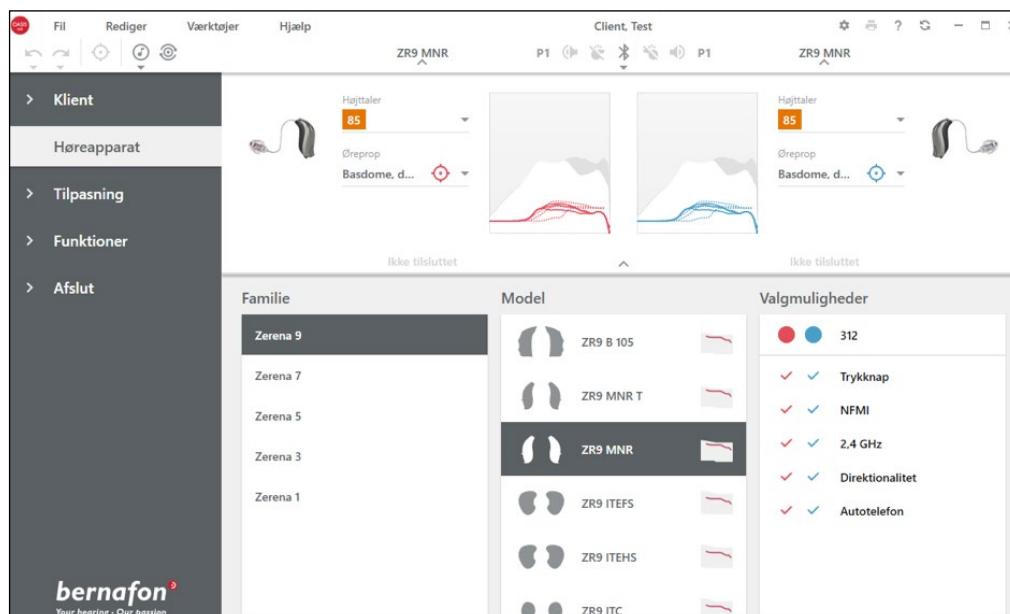 OASIS
Fil Rediger Værktøjer Hjælp Client, Test ?
ZR9 MNR P1 P1 ZR9 MNR
Klient
Høreapparat
Tilpasning
Funktioner
Afslut
Højttaler
85
Øreprop
Basdome, d...
Ikke tilsluttet
Højttaler
85
Øreprop
Basdome, d...
Ikke tilsluttet
Familie
Zerena 9
Zerena 7
Zerena 5
Zerena 3
Zerena 1
Model
ZR9 B 105
ZR9 MNR T
ZR9 MNR
ZR9 ITEFS
ZR9 ITEHS
ZR9 ITC
Valgmuligheder
312
Trykknap
NFMI
2,4 GHz
Direktionalitet
Autotelefon
bernafon
Your hearing · Our passion